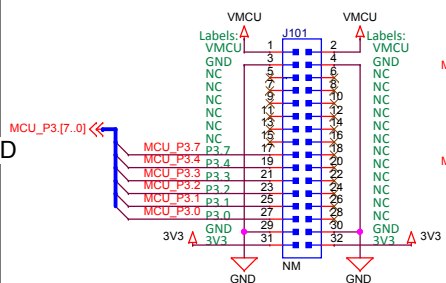 VMCU VMCU
Labels: J101 Labels:
VMCU 1 2 VMCU
GND 3 4 GND
NC 5 6 NC
NC 7 8 NC
NC 9 10 NC
NC 11 12 NC
MCU_P3.[7..0] NC 13 14 NC
NC 15 16 NC
D MCU_P3.7 P3.7 17 18 NC
MCU_P3.4 P3.4 19 20 NC
MCU_P3.3 P3.3 21 22 NC
MCU_P3.2 P3.2 23 24 NC
MCU_P3.1 P3.1 25 26 NC
MCU_P3.0 P3.0 27 28 NC
GND 29 30 GND
3V3 3V3 31 32 3V3 3V3
NM
GND GND